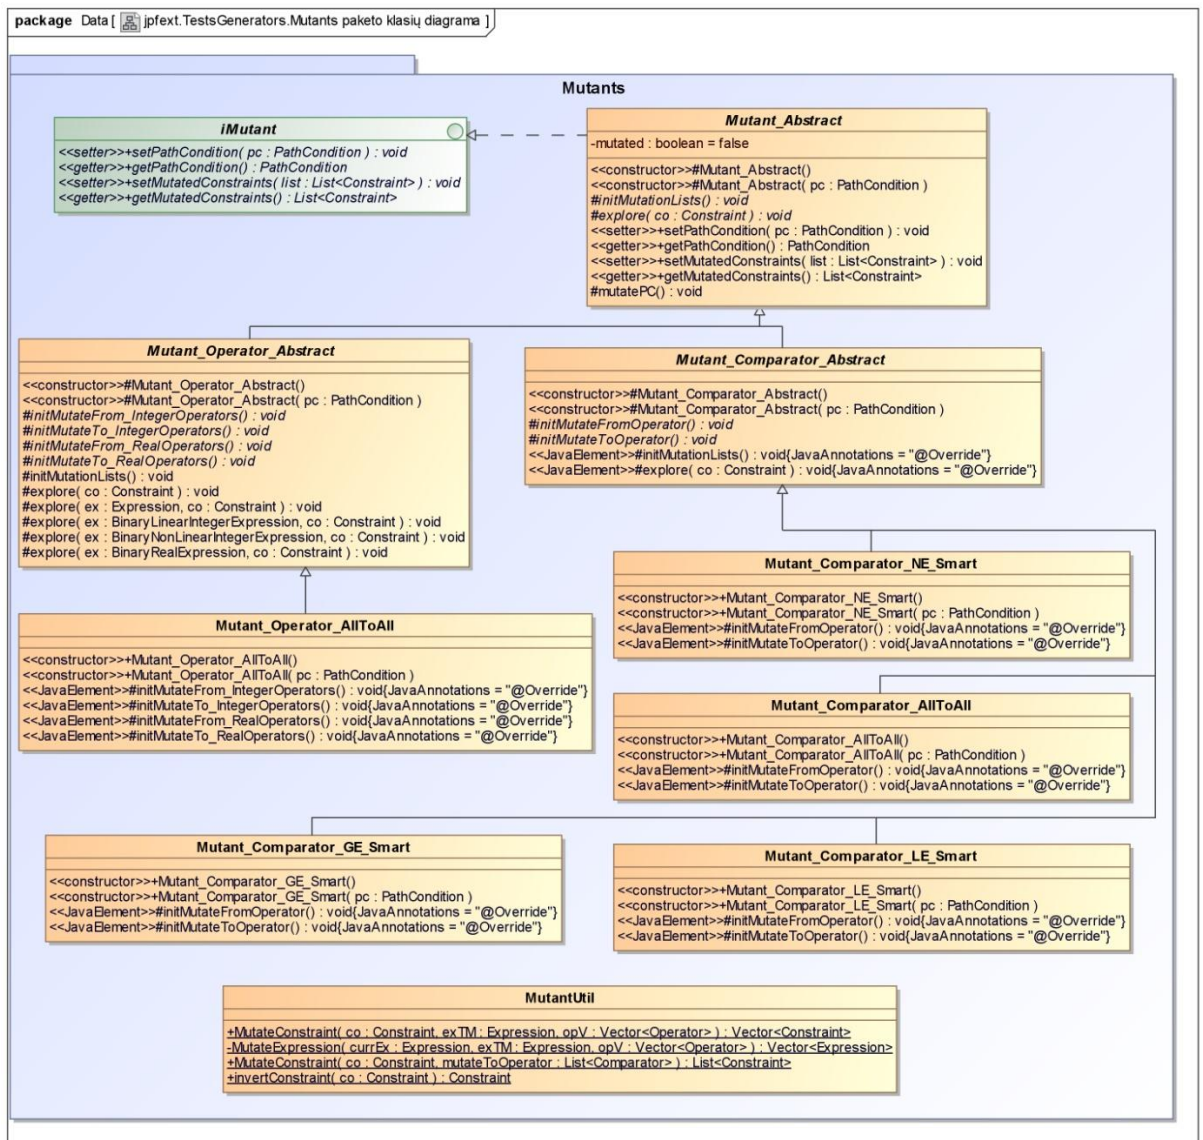 package Data [ jpfext.TestsGenerators.Mutants paketo klasių diagrama ]
Mutants
iMutant
<<setter>>+setPathCondition( pc : PathCondition ) : void
<<getter>>+getPathCondition() : PathCondition
<<setter>>+setMutatedConstraints( list : List<Constraint> ) : void
<<getter>>+getMutatedConstraints() : List<Constraint>
Mutant_Abstract
-mutated : boolean = false
<<constructor>>#Mutant_Abstract()
<<constructor>>#Mutant_Abstract( pc : PathCondition )
#initMutationLists() : void
#explore( co : Constraint ) : void
<<setter>>+setPathCondition( pc : PathCondition ) : void
<<getter>>+getPathCondition() : PathCondition
<<setter>>+setMutatedConstraints( list : List<Constraint> ) : void
<<getter>>+getMutatedConstraints() : List<Constraint>
#mutatePC() : void
Mutant_Operator_Abstract
<<constructor>>#Mutant_Operator_Abstract()
<<constructor>>#Mutant_Operator_Abstract( pc : PathCondition )
#initMutateFrom_IntegerOperators() : void
#initMutateTo_IntegerOperators() : void
#initMutateFrom_RealOperators() : void
#initMutateTo_RealOperators() : void
#initMutationLists() : void
#explore( co : Constraint ) : void
#explore( ex : Expression, co : Constraint ) : void
#explore( ex : BinaryLinearIntegerExpression, co : Constraint ) : void
#explore( ex : BinaryNonLinearIntegerExpression, co : Constraint ) : void
#explore( ex : BinaryRealExpression, co : Constraint ) : void
Mutant_Comparator_Abstract
<<constructor>>#Mutant_Comparator_Abstract()
<<constructor>>#Mutant_Comparator_Abstract( pc : PathCondition )
#initMutateFromOperator() : void
#initMutateToOperator() : void
<<JavaElement>>#initMutationLists() : void{JavaAnnotations = "@Override"}
<<JavaElement>>#explore( co : Constraint ) : void{JavaAnnotations = "@Override"}
Mutant_Comparator_NE_Smart
<<constructor>>+Mutant_Comparator_NE_Smart()
<<constructor>>+Mutant_Comparator_NE_Smart( pc : PathCondition )
<<JavaElement>>#initMutateFromOperator() : void{JavaAnnotations = "@Override"}
<<JavaElement>>#initMutateToOperator() : void{JavaAnnotations = "@Override"}
Mutant_Operator_AllToAll
<<constructor>>+Mutant_Operator_AllToAll()
<<constructor>>+Mutant_Operator_AllToAll( pc : PathCondition )
<<JavaElement>>#initMutateFrom_IntegerOperators() : void{JavaAnnotations = "@Override"}
<<JavaElement>>#initMutateTo_IntegerOperators() : void{JavaAnnotations = "@Override"}
<<JavaElement>>#initMutateFrom_RealOperators() : void{JavaAnnotations = "@Override"}
<<JavaElement>>#initMutateTo_RealOperators() : void{JavaAnnotations = "@Override"}
Mutant_Comparator_AllToAll
<<constructor>>+Mutant_Comparator_AllToAll()
<<constructor>>+Mutant_Comparator_AllToAll( pc : PathCondition )
<<JavaElement>>#initMutateFromOperator() : void{JavaAnnotations = "@Override"}
<<JavaElement>>#initMutateToOperator() : void{JavaAnnotations = "@Override"}
Mutant_Comparator_GE_Smart
<<constructor>>+Mutant_Comparator_GE_Smart()
<<constructor>>+Mutant_Comparator_GE_Smart( pc : PathCondition )
<<JavaElement>>#initMutateFromOperator() : void{JavaAnnotations = "@Override"}
<<JavaElement>>#initMutateToOperator() : void{JavaAnnotations = "@Override"}
Mutant_Comparator_LE_Smart
<<constructor>>+Mutant_Comparator_LE_Smart()
<<constructor>>+Mutant_Comparator_LE_Smart( pc : PathCondition )
<<JavaElement>>#initMutateFromOperator() : void{JavaAnnotations = "@Override"}
<<JavaElement>>#initMutateToOperator() : void{JavaAnnotations = "@Override"}
MutantUtil
+MutateConstraint( co : Constraint, exTM : Expression, opV : Vector<Operator> ) : Vector<Constraint>
-MutateExpression( currEx : Expression, exTM : Expression, opV : Vector<Operator> ) : Vector<Expression>
+MutateConstraint( co : Constraint, mutateToOperator : List<Comparator> ) : List<Constraint>
+invertConstraint( co : Constraint ) : Constraint